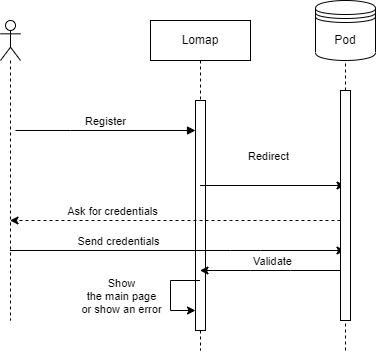 Lomap
Pod
Register
Redirect
Ask for credentials
Send credentials
Validate
Show
the main page
or show an error